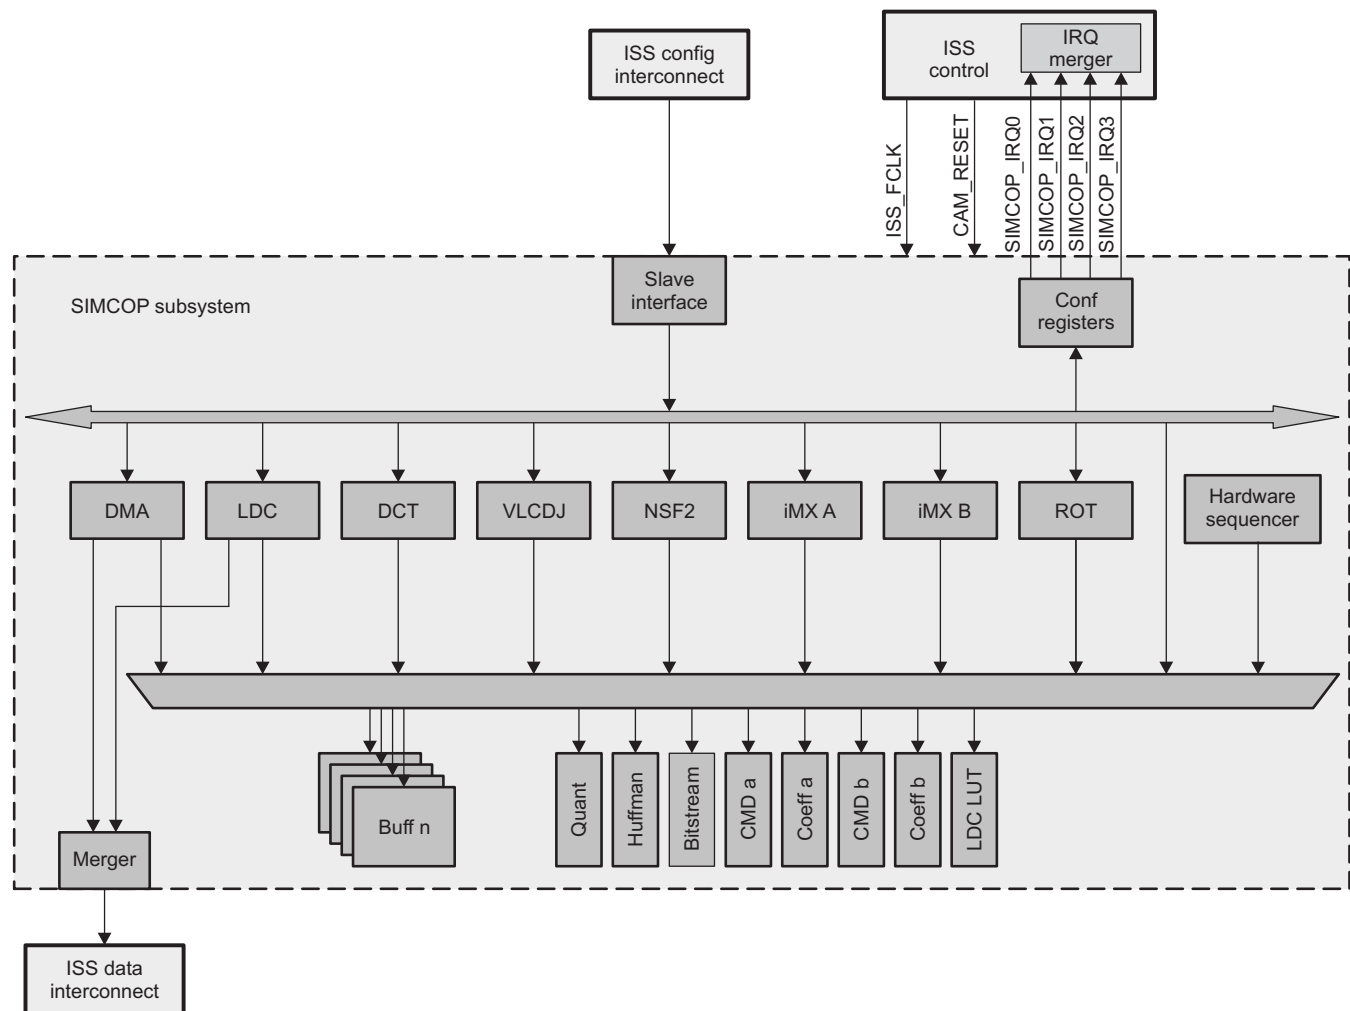 ISS config
interconnect
ISS
control
IRQ
merger
ISS_FCLK
CAM_RESET
SIMCOP_IRQ0
SIMCOP_IRQ1
SIMCOP_IRQ2
SIMCOP_IRQ3
SIMCOP subsystem
Slave
interface
Conf
registers
DMA
LDC
DCT
VLCDJ
NSF2
iMX A
iMX B
ROT
Hardware
sequencer
Buff n
Quant
Huffman
Bitstream
CMD a
Coeff a
CMD b
Coeff b
LDC LUT
Merger
ISS data
interconnect